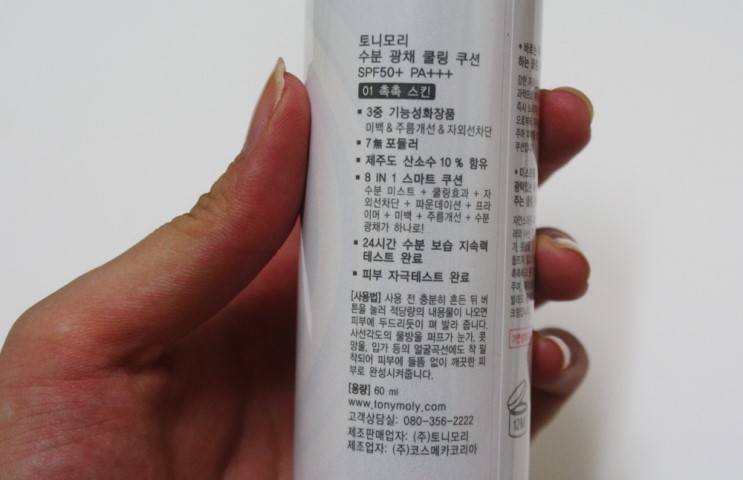 토니모리
수분 광채 쿨링 쿠션
SPF50+ PA+++
01 촉촉 스킨
▪ 3중 기능성화장품
미백 & 주름개선 & 자외선차단
▪ 7無 포뮬러
▪ 제주도 산소수 10 % 함유
▪ 8 IN 1 스마트 쿠션
수분 미스트 + 쿨링효과 + 자
외선차단 + 파운데이션 + 프라
이머 + 미백 + 주름개선 + 수분
광채가 하나로!
▪ 24시간 수분 보습 지속력
테스트 완료
▪ 피부 자극테스트 완료
[사용법] 사용 전 충분히 흔든 뒤 버
튼을 눌러 적당량의 내용물이 나오면
피부에 두드리듯이 펴 발라 줍니다.
사선각도의 물방울 퍼프가 눈가, 콧
망울, 입가 등의 얼굴곡선에도 착 밀
착되어 피부에 들뜸 없이 깨끗한 피
부로 완성시켜줍니다.
[용량] 60 ml
www.tonymoly.com
고객상담실: 080-356-2222
제조판매업자: (주)토니모리
제조업자: (주)코스메카코리아
12M